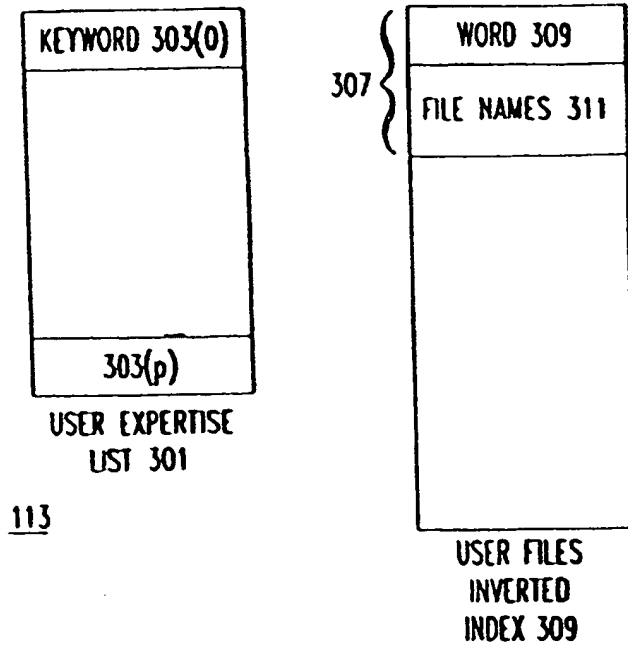 KEYWORD 303(0)
303(p)
USER EXPERTISE
LIST 301
113
307
WORD 309
FILE NAMES 311
USER FILES
INVERTED
INDEX 309